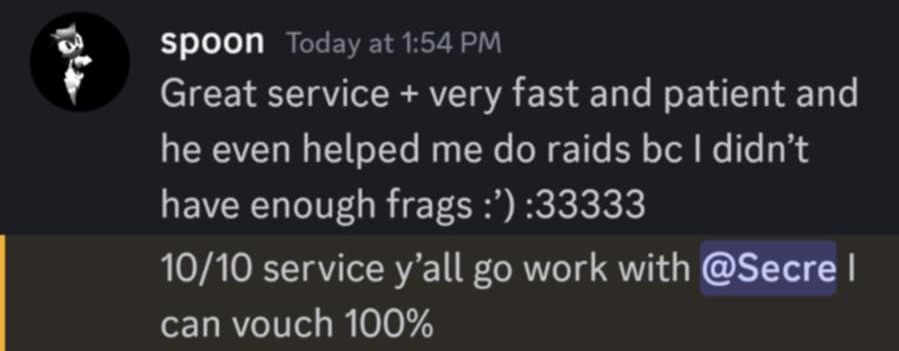 spoon Today at 1:54 PM
Great service + very fast and patient and
he even helped me do raids bc I didn’t
have enough frags :’) :33333
10/10 service y’all go work with @Secre I
can vouch 100%